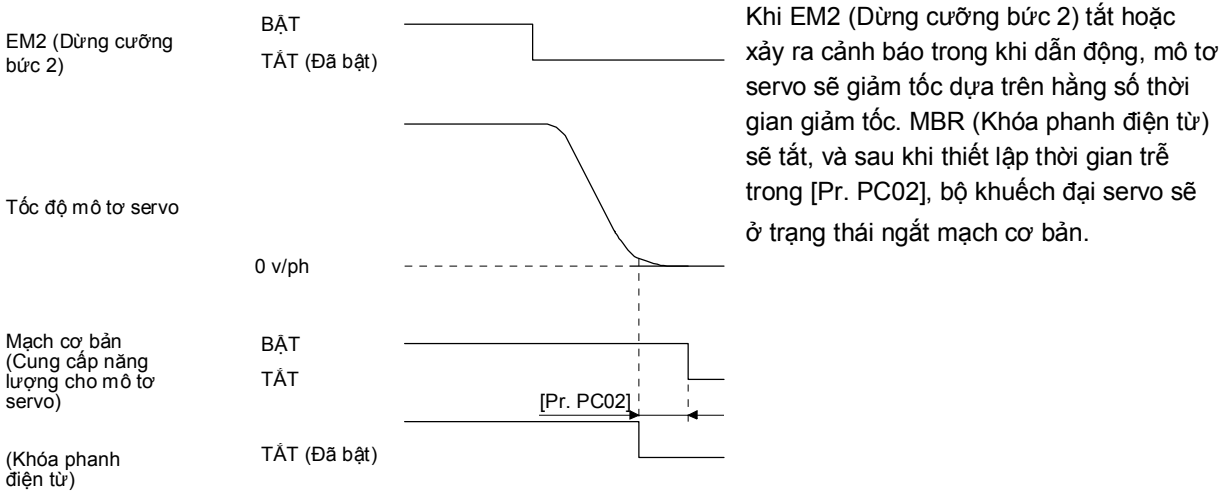 EM2 (Dừng cưỡng
bức 2)
BẬT
TẮT (Đã bật)
Tốc độ mô tơ servo
0 v/ph
Mạch cơ bản
(Cung cấp năng
lượng cho mô tơ
servo)
BẬT
TẮT
[Pr. PC02]
(Khóa phanh
điện từ)
TẮT (Đã bật)
Khi EM2 (Dừng cưỡng bức 2) tắt hoặc
xảy ra cảnh báo trong khi dẫn động, mô tơ
servo sẽ giảm tốc dựa trên hằng số thời
gian giảm tốc. MBR (Khóa phanh điện từ)
sẽ tắt, và sau khi thiết lập thời gian trễ
trong [Pr. PC02], bộ khuếch đại servo sẽ
ở trạng thái ngắt mạch cơ bản.